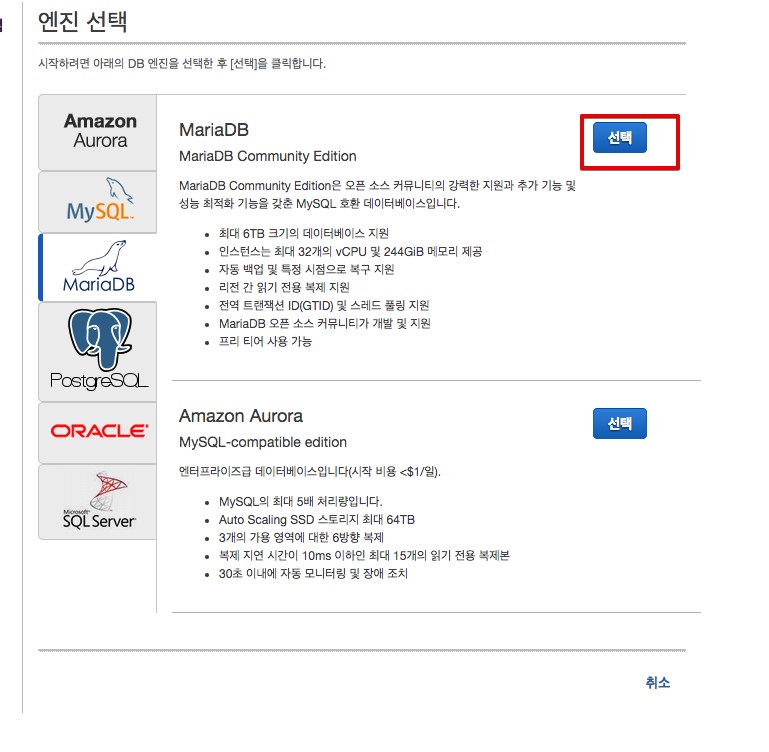 엔진 선택
시작하려면 아래의 DB 엔진을 선택한 후 [선택]을 클릭합니다.
Amazon
Aurora
MySQL
MariaDB
PostgreSQL
ORACLE
Microsoft
SQL Server
MariaDB
선택
MariaDB Community Edition
MariaDB Community Edition은 오픈 소스 커뮤니티의 강력한 지원과 추가 기능 및
성능 최적화 기능을 갖춘 MySQL 호환 데이터베이스입니다.
• 최대 6TB 크기의 데이터베이스 지원
• 인스턴스는 최대 32개의 vCPU 및 244GiB 메모리 제공
• 자동 백업 및 특정 시점으로 복구 지원
• 리전 간 읽기 전용 복제 지원
• 전역 트랜잭션 ID(GTID) 및 스레드 풀링 지원
• MariaDB 오픈 소스 커뮤니티가 개발 및 지원
• 프리 티어 사용 가능
Amazon Aurora
선택
MySQL-compatible edition
엔터프라이즈급 데이터베이스입니다(시작 비용 <$1/일).
• MySQL의 최대 5배 처리량입니다.
• Auto Scaling SSD 스토리지 최대 64TB
• 3개의 가용 영역에 대한 6방향 복제
• 복제 지연 시간이 10ms 이하인 최대 15개의 읽기 전용 복제본
• 30초 이내에 자동 모니터링 및 장애 조치
취소